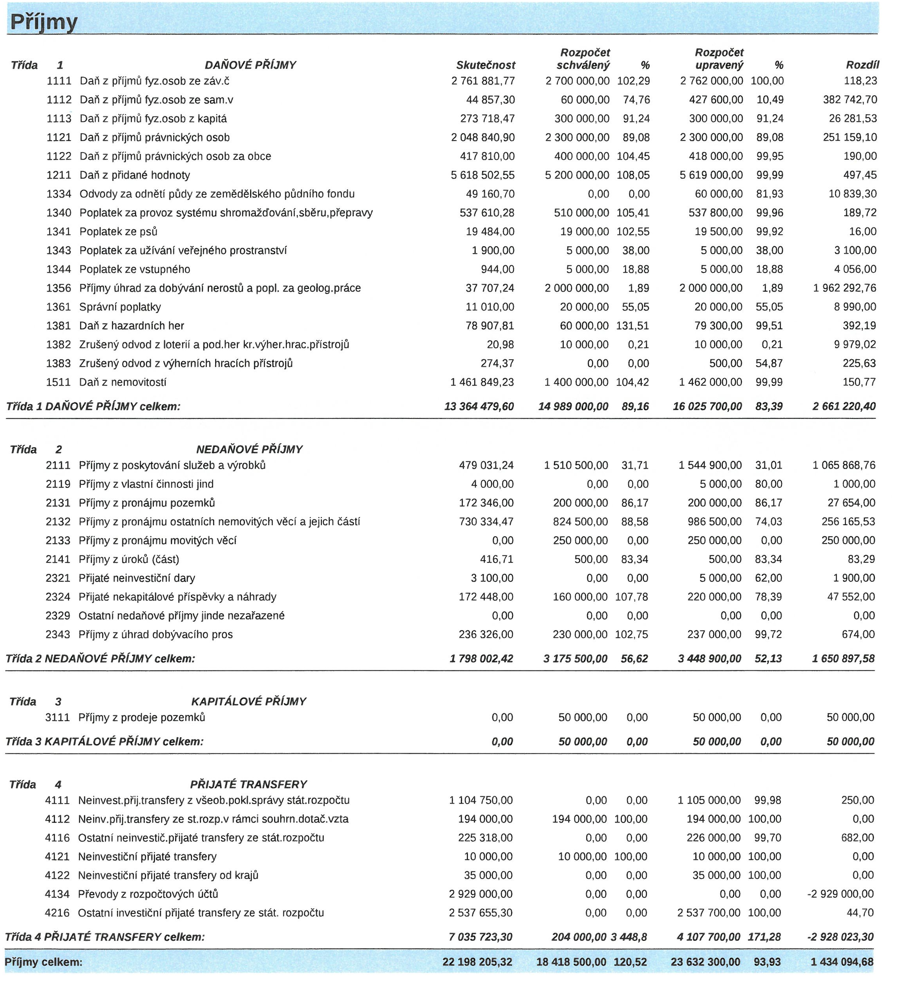 Příjmy
Třída 1 DAŇOVÉ PŘÍJMY Skutečnost Rozpočet schválený % Rozpočet upravený % Rozdíl
1111 Daň z příjmů fyz.osob ze záv.č 2 761 881,77 2 700 000,00 102,29 2 762 000,00 100,00 118,23
1112 Daň z příjmů fyz.osob ze sam.v 44 857,30 60 000,00 74,76 427 600,00 10,49 382 742,70
1113 Daň z příjmů fyz.osob z kapitá 273 718,47 300 000,00 91,24 300 000,00 91,24 26 281,53
1121 Daň z příjmů právnických osob 2 048 840,90 2 300 000,00 89,08 2 300 000,00 89,08 251 159,10
1122 Daň z příjmů právnických osob za obce 417 810,00 400 000,00 104,45 418 000,00 99,95 190,00
1211 Daň z přidané hodnoty 5 618 502,55 5 200 000,00 108,05 5 619 000,00 99,99 497,45
1334 Odvody za odnětí půdy ze zemědělského půdního fondu 49 160,70 0,00 0,00 60 000,00 81,93 10 839,30
1340 Poplatek za provoz systému shromažďování,sběru,přepravy 537 610,28 510 000,00 105,41 537 800,00 99,96 189,72
1341 Poplatek ze psů 19 484,00 19 000,00 102,55 19 500,00 99,92 16,00
1343 Poplatek za užívání veřejného prostranství 1 900,00 5 000,00 38,00 5 000,00 38,00 3 100,00
1344 Poplatek ze vstupného 944,00 5 000,00 18,88 5 000,00 18,88 4 056,00
1356 Příjmy úhrad za dobývání nerostů a popl. za geolog.práce 37 707,24 2 000 000,00 1,89 2 000 000,00 1,89 1 962 292,76
1361 Správní poplatky 11 010,00 20 000,00 55,05 20 000,00 55,05 8 990,00
1381 Daň z hazardních her 78 907,81 60 000,00 131,51 79 300,00 99,51 392,19
1382 Zrušený odvod z loterií a pod.her kr.výher.hrac.přístrojů 20,98 10 000,00 0,21 10 000,00 0,21 9 979,02
1383 Zrušený odvod z výherních hracích přístrojů 274,37 0,00 0,00 500,00 54,87 225,63
1511 Daň z nemovitostí 1 461 849,23 1 400 000,00 104,42 1 462 000,00 99,99 150,77
Třída 1 DAŇOVÉ PŘÍJMY celkem: 13 364 479,60 14 989 000,00 89,16 16 025 700,00 83,39 2 661 220,40
Třída 2 NEDAŇOVÉ PŘÍJMY
2111 Příjmy z poskytování služeb a výrobků 479 031,24 1 510 500,00 31,71 1 544 900,00 31,01 1 065 868,76
2119 Příjmy z vlastní činnosti jind 4 000,00 0,00 0,00 5 000,00 80,00 1 000,00
2131 Příjmy z pronájmu pozemků 172 346,00 200 000,00 86,17 200 000,00 86,17 27 654,00
2132 Příjmy z pronájmu ostatních nemovitých věcí a jejich částí 730 334,47 824 500,00 88,58 986 500,00 74,03 256 165,53
2133 Příjmy z pronájmu movitých věcí 0,00 250 000,00 0,00 250 000,00 0,00 250 000,00
2141 Příjmy z úroků (část) 416,71 500,00 83,34 500,00 83,34 83,29
2321 Přijaté neinvestiční dary 3 100,00 0,00 0,00 5 000,00 62,00 1 900,00
2324 Přijaté nekapitálové příspěvky a náhrady 172 448,00 160 000,00 107,78 220 000,00 78,39 47 552,00
2329 Ostatní nedaňové příjmy jinde nezařazené 0,00 0,00 0,00 0,00 0,00 0,00
2343 Příjmy z úhrad dobývacího pros 236 326,00 230 000,00 102,75 237 000,00 99,72 674,00
Třída 2 NEDAŇOVÉ PŘÍJMY celkem: 1 798 002,42 3 175 500,00 56,62 3 448 900,00 52,13 1 650 897,58
Třída 3 KAPITÁLOVÉ PŘÍJMY
3111 Příjmy z prodeje pozemků 0,00 50 000,00 0,00 50 000,00 0,00 50 000,00
Třída 3 KAPITÁLOVÉ PŘÍJMY celkem: 0,00 50 000,00 0,00 50 000,00 0,00 50 000,00
Třída 4 PŘIJATÉ TRANSFERY
4111 Neinvest.přij.transfery z všeob.pokl.správy stát.rozpočtu 1 104 750,00 0,00 0,00 1 105 000,00 99,98 250,00
4112 Neinv.přij.transfery ze st.rozp.v rámci souhrn.dotač.vzta 194 000,00 194 000,00 100,00 194 000,00 100,00 0,00
4116 Ostatní neinvestič.přijaté transfery ze stát.rozpočtu 225 318,00 0,00 0,00 226 000,00 99,70 682,00
4121 Neinvestiční přijaté transfery 10 000,00 10 000,00 100,00 10 000,00 100,00 0,00
4122 Neinvestiční přijaté transfery od krajů 35 000,00 0,00 0,00 35 000,00 100,00 0,00
4134 Převody z rozpočtových účtů 2 929 000,00 0,00 0,00 0,00 0,00 -2 929 000,00
4216 Ostatní investiční přijaté transfery ze stát. rozpočtu 2 537 655,30 0,00 0,00 2 537 700,00 100,00 44,70
Třída 4 PŘIJATÉ TRANSFERY celkem: 7 035 723,30 204 000,00 3 448,8 4 107 700,00 171,28 -2 928 023,30
Příjmy celkem: 22 198 205,32 18 418 500,00 120,52 23 632 300,00 93,93 1 434 094,68